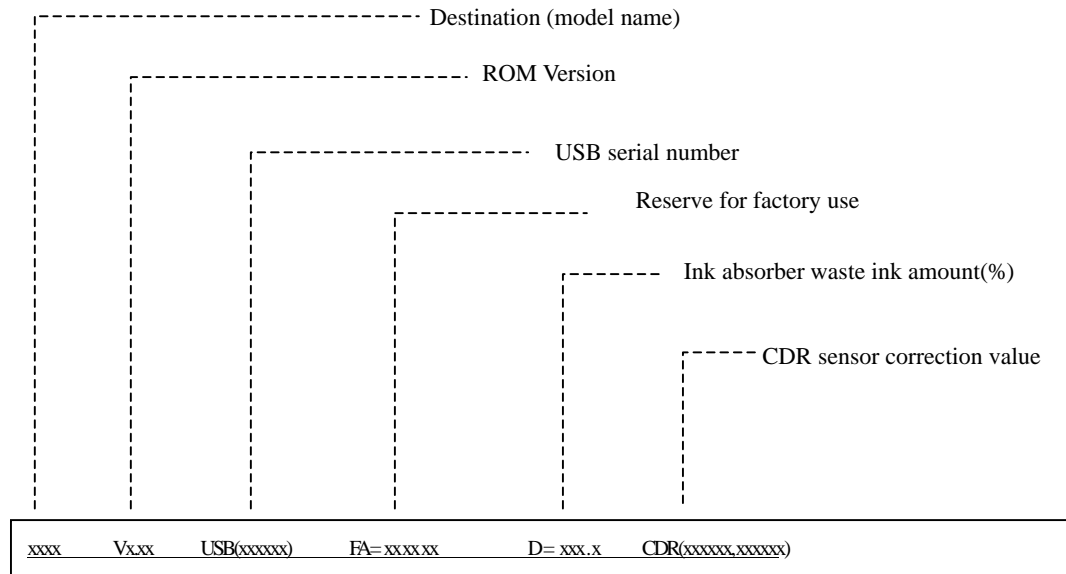 Destination (model name)
ROM Version
USB serial number
Reserve for factory use
Ink absorber waste ink amount(%)
CDR sensor correction value
xxxx Vx.xx USB(xxxxxx) FA= xx xx xx D= xxx.x CDR(xxxxxx,xxxxxx)